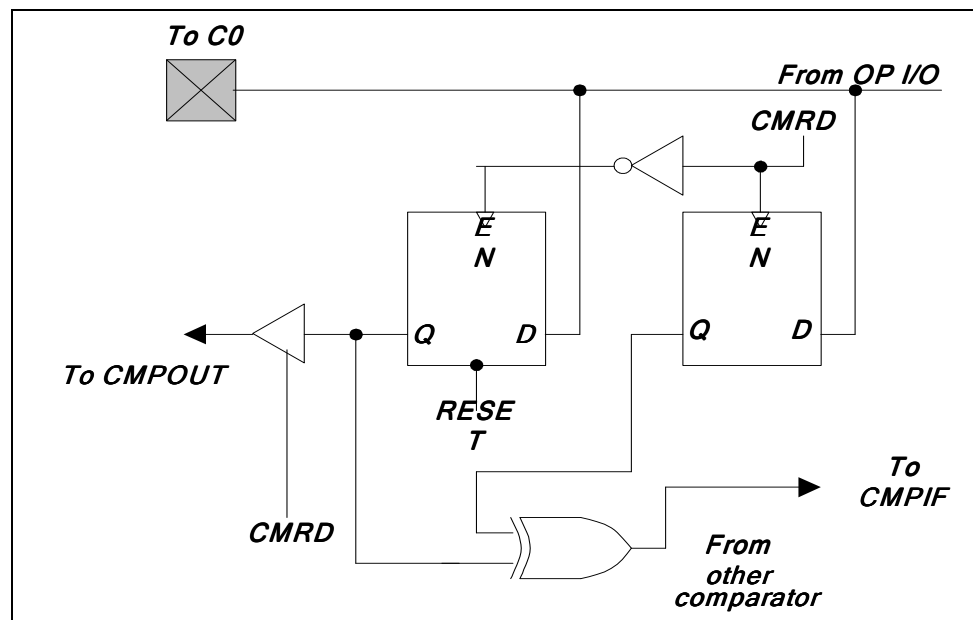 To C0
From OP I/O
CMRD
E
N
E
N
Q
D
Q
D
To CMPOUT
RESE
T
To
CMPIF
CMRD
From
other
comparator